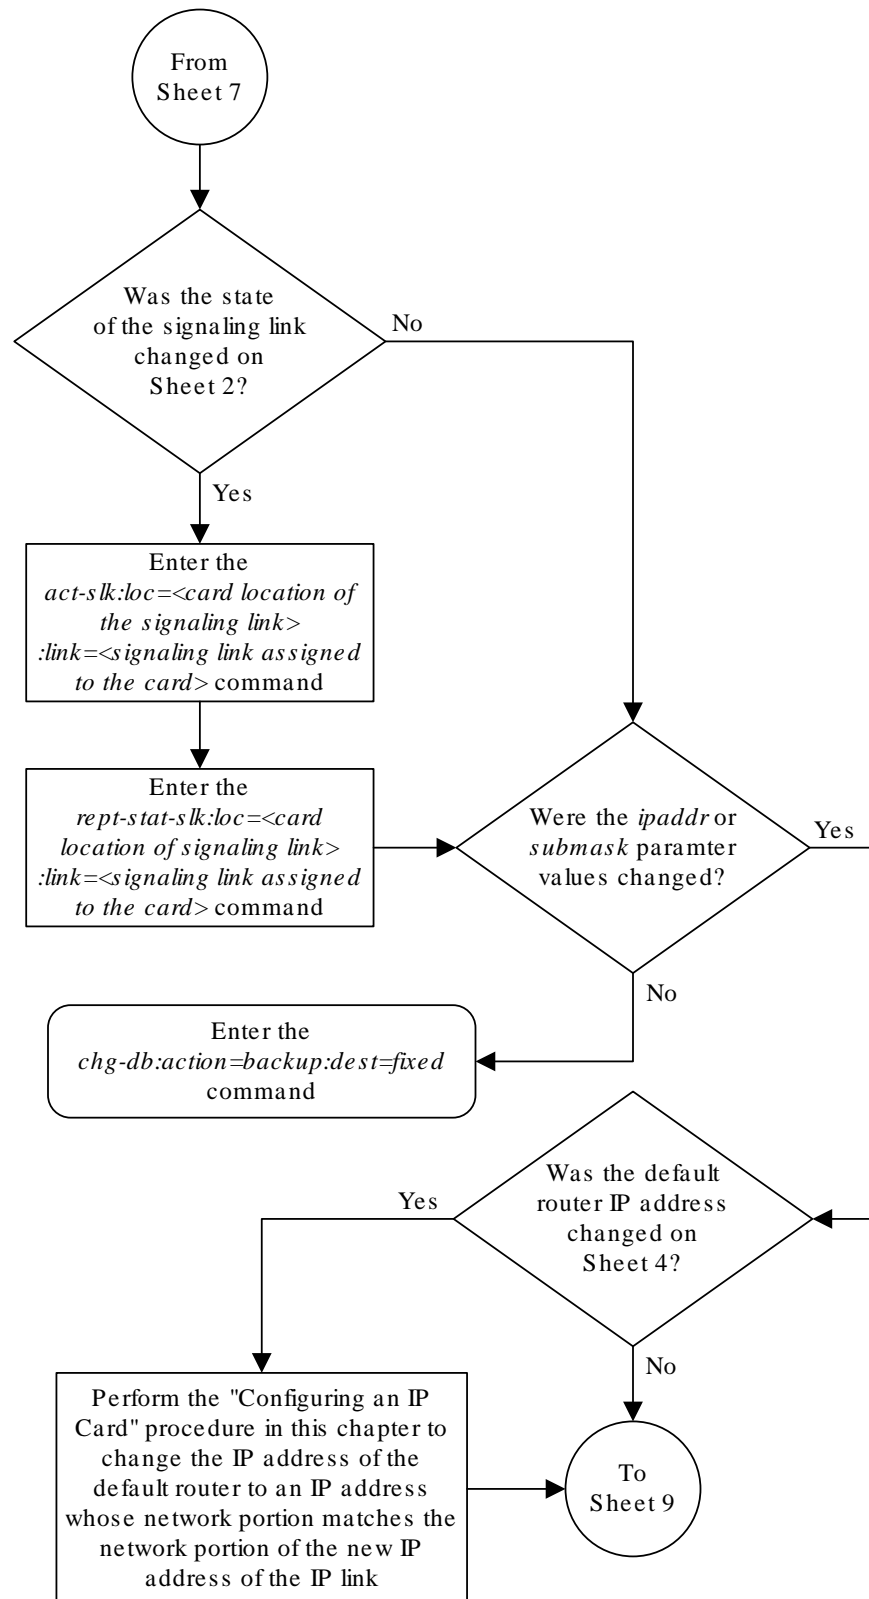 From
Sheet 7
Was the state
of the signaling link
changed on
Sheet 2?
No
Yes
Enter the
act-slk:loc=<card location of
the signaling link>
:link=<signaling link assigned
to the card> command
Enter the
rept-stat-slk:loc=<card
location of signaling link>
:link=<signaling link assigned
to the card> command
Were the ipaddr or
submask paramter
values changed?
Yes
No
Enter the
chg-db:action=backup:dest=fixed
command
Was the default
router IP address
changed on
Sheet 4?
Yes
No
Perform the "Configuring an IP
Card" procedure in this chapter to
change the IP address of the
default router to an IP address
whose network portion matches the
network portion of the new IP
address of the IP link
To
Sheet 9